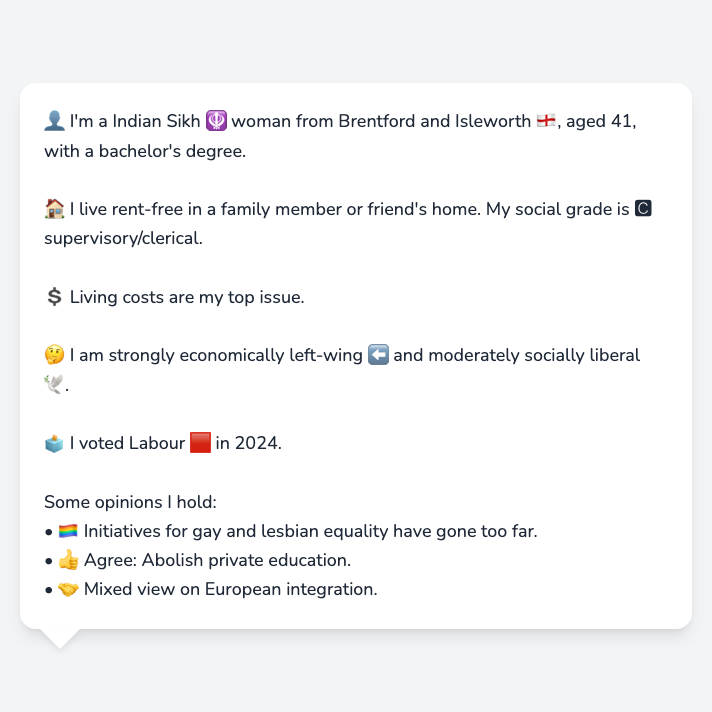 👤 I'm a Indian Sikh 🪯 woman from Brentford and Isleworth 🏴󠁧󠁢󠁥󠁮󠁧󠁿, aged 41,
with a bachelor's degree.
🏠 I live rent-free in a family member or friend's home. My social grade is 🅲
supervisory/clerical.
💲 Living costs are my top issue.
🤔 I am strongly economically left-wing ⬅️ and moderately socially liberal
🕊️.
🗳️ I voted Labour 🟥 in 2024.
Some opinions I hold:
• 🏳️‍🌈 Initiatives for gay and lesbian equality have gone too far.
• 👍 Agree: Abolish private education.
• 🤝 Mixed view on European integration.